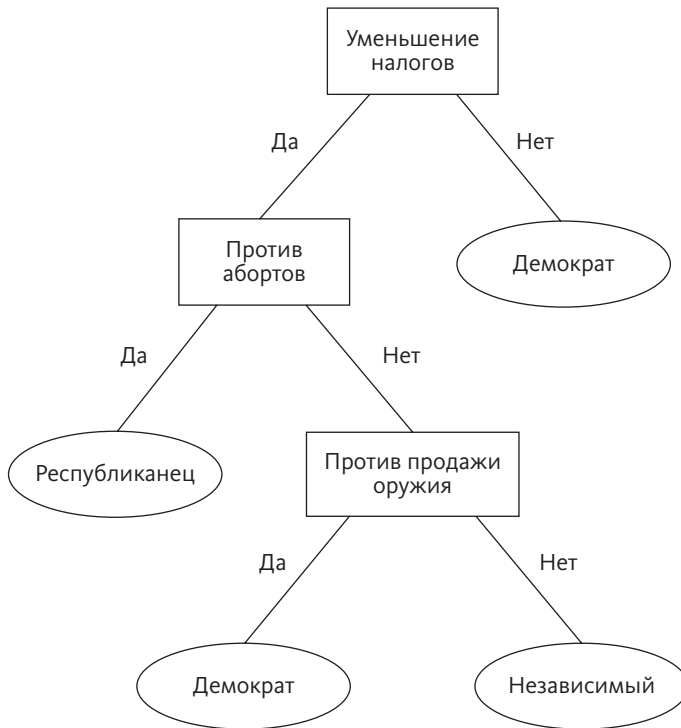 Уменьшение
налогов
Да
Нет
Против
абортов
Демократ
Да
Нет
Республиканец
Против продажи
оружия
Да
Нет
Демократ
Независимый